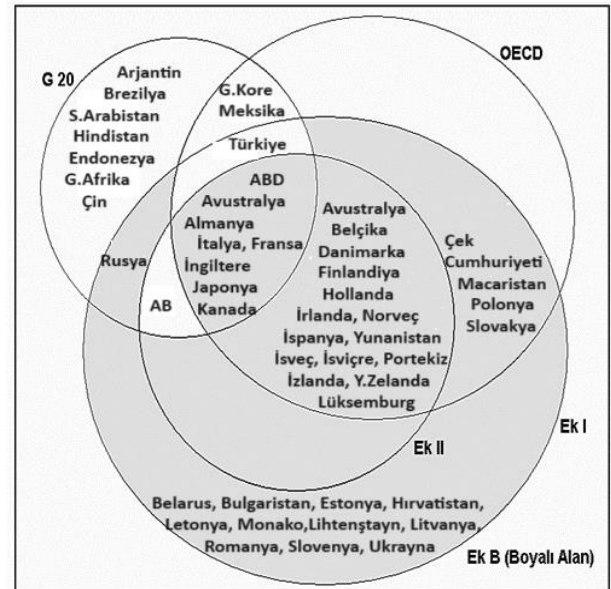 G 20
Arjantin
Brezilya
S.Arabistan
Hindistan
Endonezya
G.Afrika
Çin
G.Kore
Meksika
OECD
Türkiye
ABD
Avustralya
Almanya
İtalya, Fransa
İngiltere
Japonya
Kanada
Rusya
AB
Avustralya
Belçika
Danimarka
Finlandiya
Hollanda
İrlanda, Norveç
İspanya, Yunanistan
İsveç, İsviçre, Portekiz
İzlanda, Y.Zelanda
Lüksemburg
Çek
Cumhuriyeti
Macaristan
Polonya
Slovakya
Ek I
Ek II
Belarus, Bulgaristan, Estonya, Hırvatistan,
Letonya, Monako,Lihtenştayn, Litvanya,
Romanya, Slovenya, Ukrayna
Ek B (Boyalı Alan)